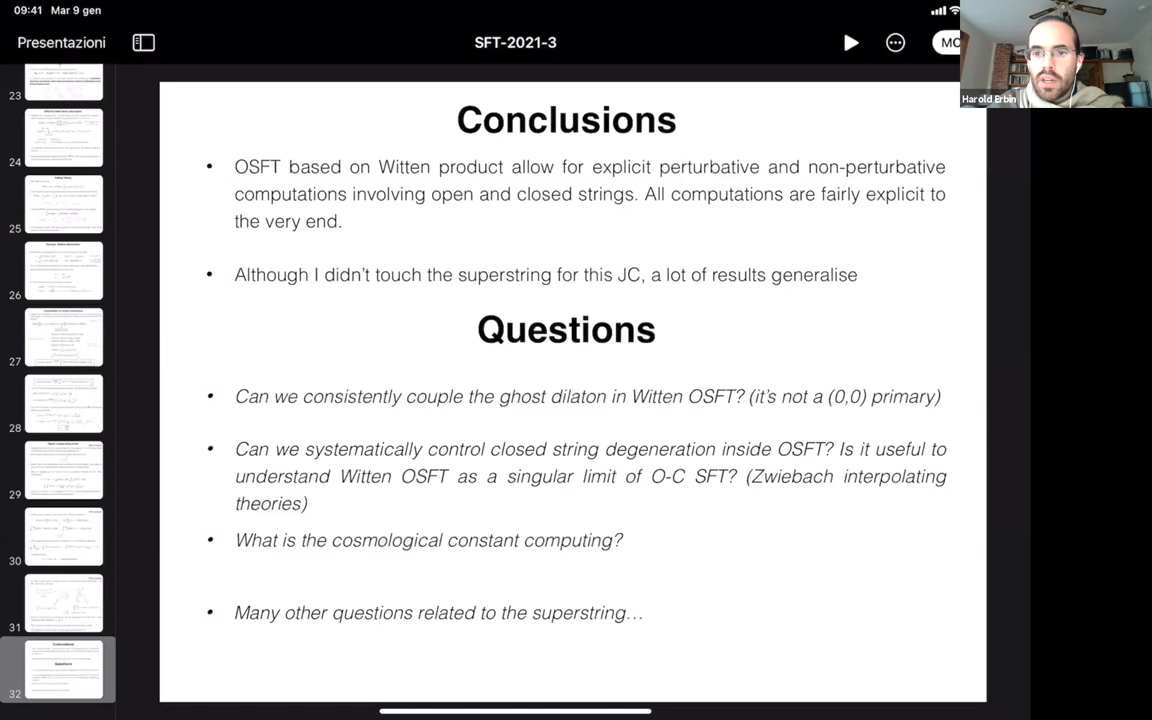 09:41 Mar 9 gen
Presentazioni
SFT-2021-3
Harold Erbin
Conclusions
• OSFT based on Witten product allow for explicit perturbative and non-perturbative
computations involving open and closed strings. All computations are fairly explicit to
the very end.
• Although I didn't touch the superstring for this JC, a lot of results generalise
Questions
• Can we consistently couple the ghost dilaton in Witten OSFT? (it's not a (0,0) primary)
• Can we systematically control closed string degeneration inside OSFT? Is it useful to
understand Witten OSFT as a singular limit of O-C SFT? (Zwiebach interpolating
theories)
• What is the cosmological constant computing?
• Many other questions related to the superstring…
23
24
25
26
27
28
29
30
31
Conclusions
Questions
32